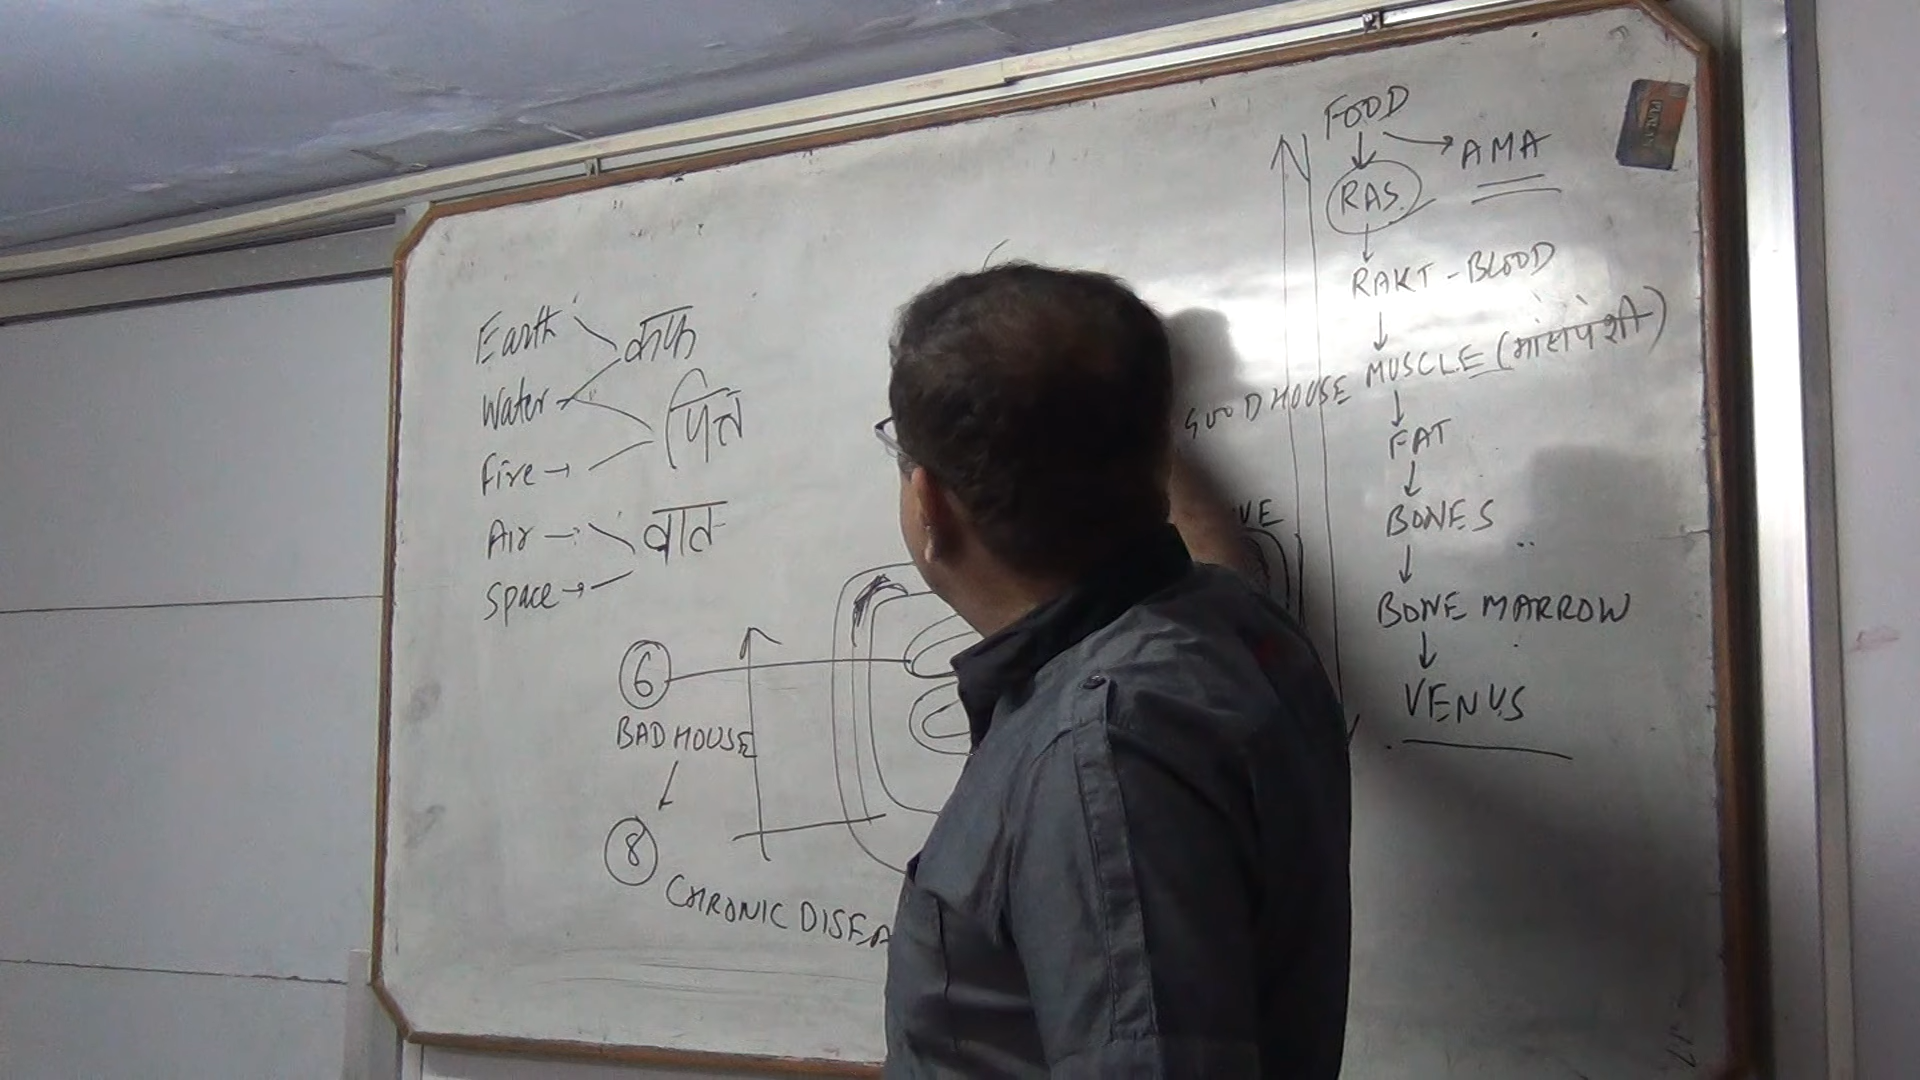 Earth
कफ
Water
पित्त
Fire
Air
वात
Space
6
BAD HOUSE
8
CHRONIC DISEA
FOOD
AMA
RAS.
RAKT - BLOOD
MUSCLE (मांसपेशी)
GOOD HOUSE
FAT
VE
BONES
BONE MARROW
VENUS